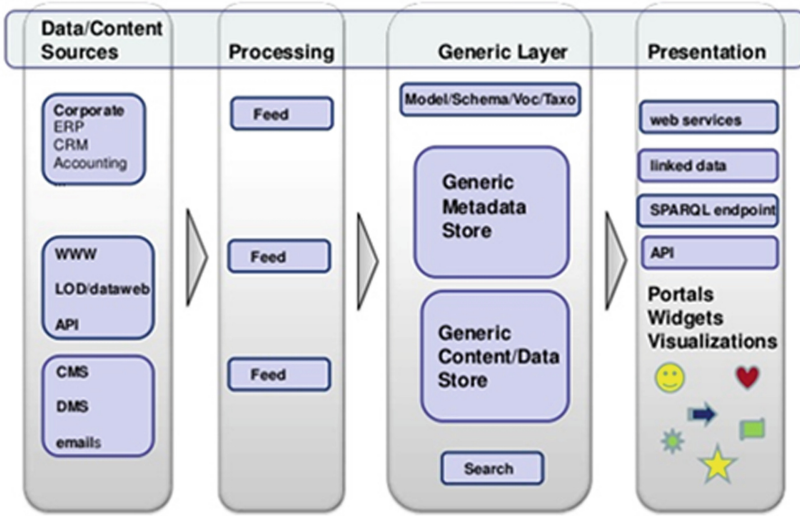 Data/Content
Sources
Processing
Generic Layer
Presentation
Corporate
ERP
CRM
Accounting
...
WWW
LOD/dataweb
API
CMS
DMS
emails
Feed
Feed
Feed
Model/Schema/Voc/Taxo
Generic
Metadata
Store
Generic
Content/Data
Store
Search
web services
linked data
SPARQL endpoint
API
Portals
Widgets
Visualizations